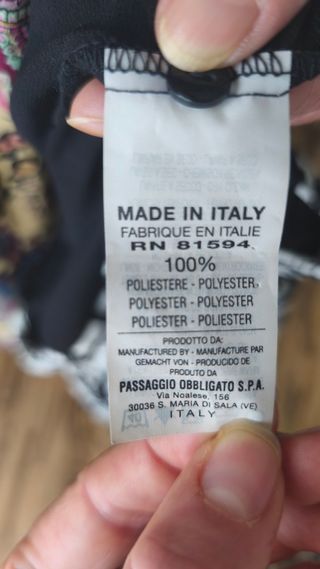 MADE IN ITALY
FABRIQUE EN ITALIE
RN 81594
100%
POLIESTERE - POLYESTER
POLYESTER - POLYESTER
POLIESTER - POLIESTER
PRODOTTO DA:
MANUFACTURED BY - MANUFACTURE PAR
GEMACHT VON - PRODUCIDO DE
PRODUTO DA
PASSAGGIO OBBLIGATO S.P.A.
Via Noalese, 156
30036 S. MARIA DI SALA (VE)
ITALY
40